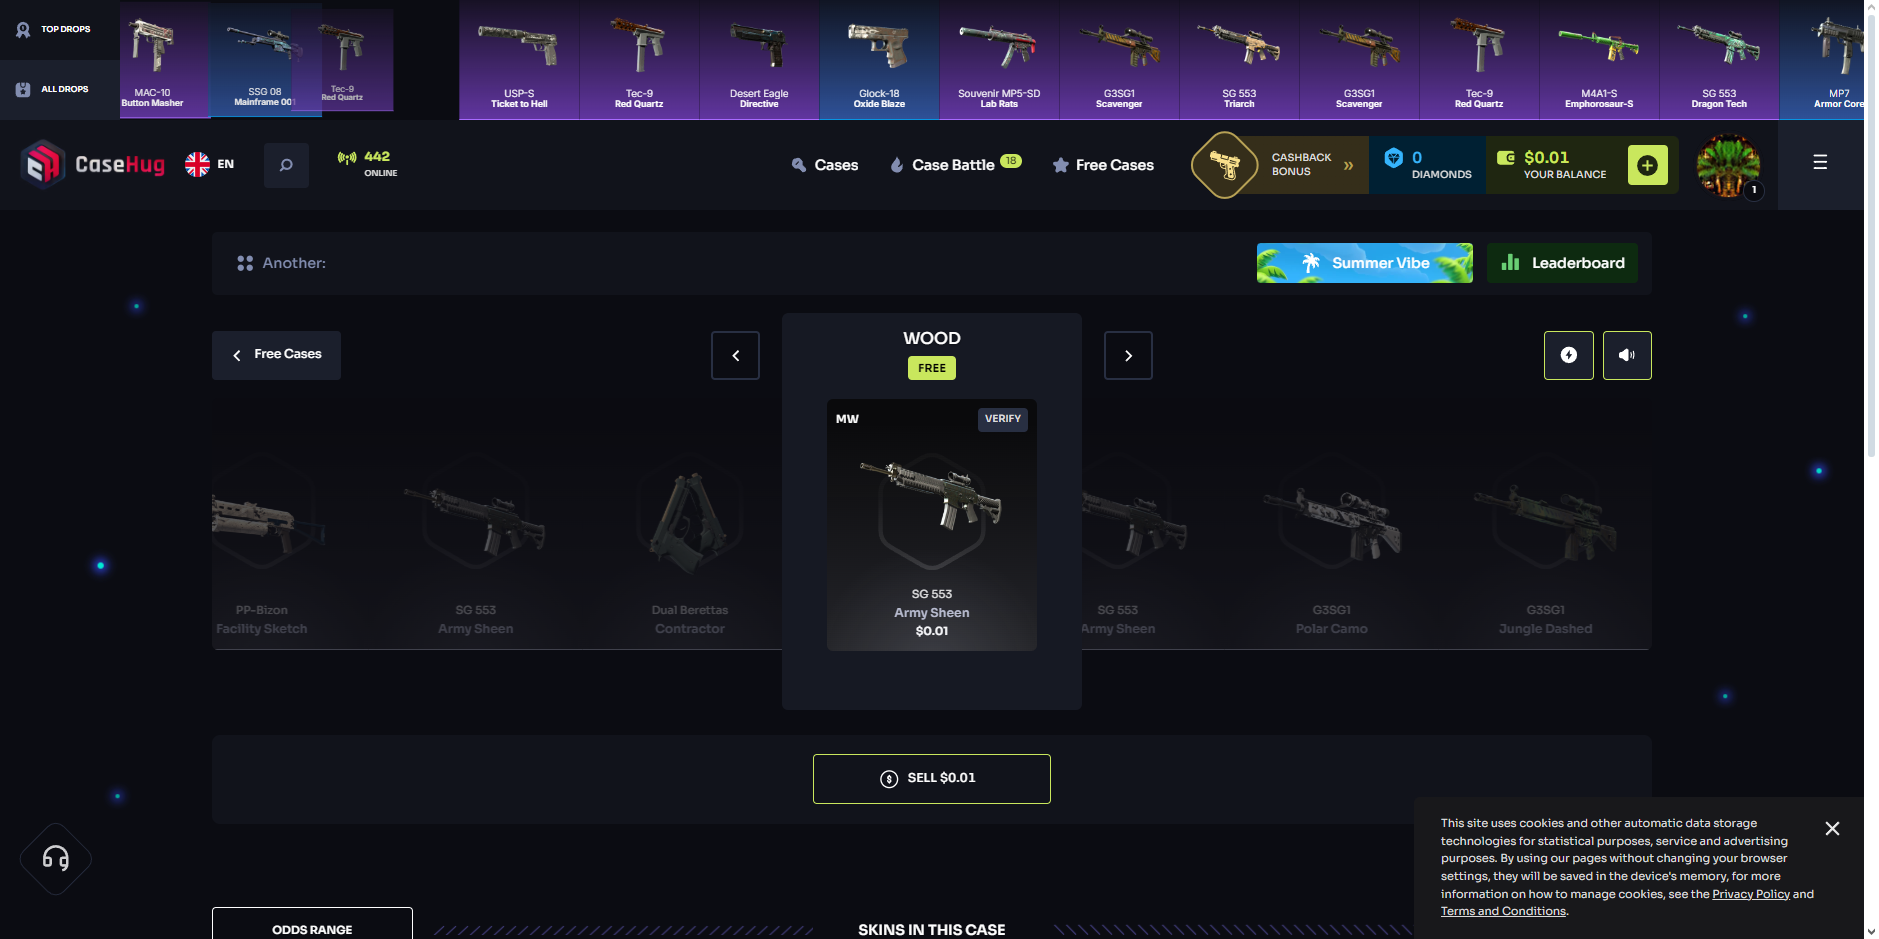 TOP DROPS
ALL DROPS
MAC-10
Button Masher
SSG 08
Mainframe 001
Tec-9
Red Quartz
USP-S
Ticket to Hell
Tec-9
Red Quartz
Desert Eagle
Directive
Glock-18
Oxide Blaze
Souvenir MP5-SD
Lab Rats
G3SG1
Scavenger
SG 553
Triarch
G3SG1
Scavenger
Tec-9
Red Quartz
M4A1-S
Emphorosaur-S
SG 553
Dragon Tech
MP7
Armor Core
CaseHug
EN
442
ONLINE
Cases
Case Battle 18
Free Cases
CASHBACK
BONUS
0
DIAMONDS
$0.01
YOUR BALANCE
1
Another:
Summer Vibe
Leaderboard
Free Cases
WOOD
FREE
MW
VERIFY
PP-Bizon
Facility Sketch
SG 553
Army Sheen
Dual Berettas
Contractor
SG 553
Army Sheen
$0.01
SG 553
Army Sheen
G3SG1
Polar Camo
G3SG1
Jungle Dashed
SELL $0.01
This site uses cookies and other automatic data storage
technologies for statistical purposes, service and advertising
purposes. By using our pages without changing your browser
settings, they will be saved in the device's memory, for more
information on how to manage cookies, see the Privacy Policy and
Terms and Conditions.
ODDS RANGE
SKINS IN THIS CASE